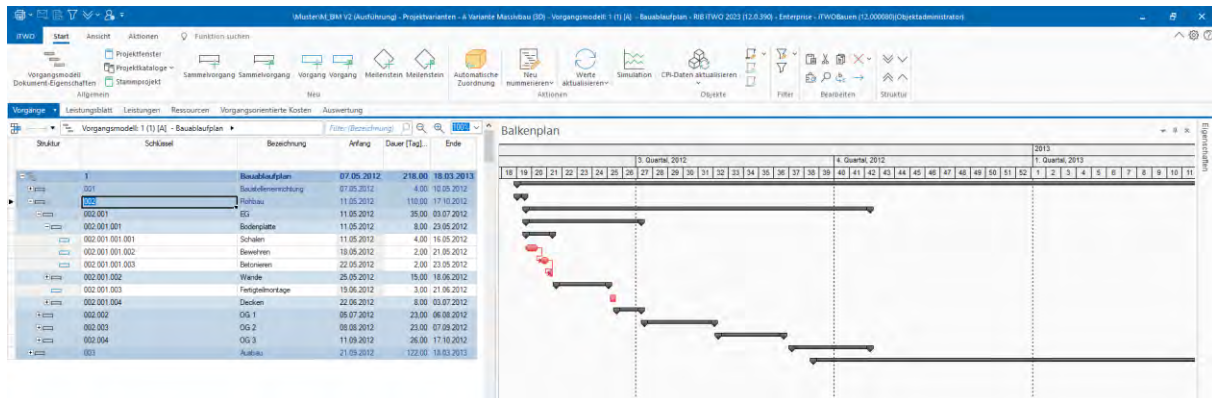 \Muster\M_BIM V2 (Ausführung) - Projektvarianten - A Variante Massivbau (3D) - Vorgangsmodell: 1 (1) [A] - Bauablaufplan - RIB iTWO 2023 (12.0.390) - Enterprise - iTWOBauen (12,000080)(Objektadministrator)
iTWO Start Ansicht Aktionen Funktion suchen
Vorgangsmodell Dokument-Eigenschaften
Projektfenster
Projektkataloge
Stammprojekt
Sammelvorgang Sammelvorgang Vorgang Vorgang Meilenstein Meilenstein
Automatische Zuordnung
Neu nummerieren
Werte aktualisieren
Simulation CPI-Daten aktualisieren
Allgemein Neu Aktionen Objekte Filter Bearbeiten Struktur
Vorgänge Leistungsblatt Leistungen Ressourcen Vorgangsorientierte Kosten Auswertung
Vorgangsmodell: 1 (1) [A] - Bauablaufplan Filter (Bezeichnung) 100%
Struktur Schlüssel Bezeichnung Anfang Dauer [Tag]... Ende
1 Bauablaufplan 07.05.2012 218,00 18.03.2013
001 Baustelleneinrichtung 07.05.2012 4,00 10.05.2012
002 Rohbau 11.05.2012 110,00 17.10.2012
002.001 EG 11.05.2012 35,00 03.07.2012
002.001.001 Bodenplatte 11.05.2012 8,00 23.05.2012
002.001.001.001 Schalen 11.05.2012 4,00 16.05.2012
002.001.001.002 Bewehren 18.05.2012 2,00 21.05.2012
002.001.001.003 Betonieren 22.05.2012 2,00 23.05.2012
002.001.002 Wände 25.05.2012 15,00 18.06.2012
002.001.003 Fertigteilmontage 19.06.2012 3,00 21.06.2012
002.001.004 Decken 22.06.2012 8,00 03.07.2012
002.002 OG 1 05.07.2012 23,00 06.08.2012
002.003 OG 2 08.08.2012 23,00 07.09.2012
002.004 OG 3 11.09.2012 26,00 17.10.2012
003 Ausbau 21.09.2012 122,00 18.03.2013
Balkenplan
2013
3. Quartal, 2012 4. Quartal, 2012 1. Quartal, 2013
18 19 20 21 22 23 24 25 26 27 28 29 30 31 32 33 34 35 36 37 38 39 40 41 42 43 44 45 46 47 48 49 50 51 52 1 2 3 4 5 6 7 8 9 10 11
Eigenschaften